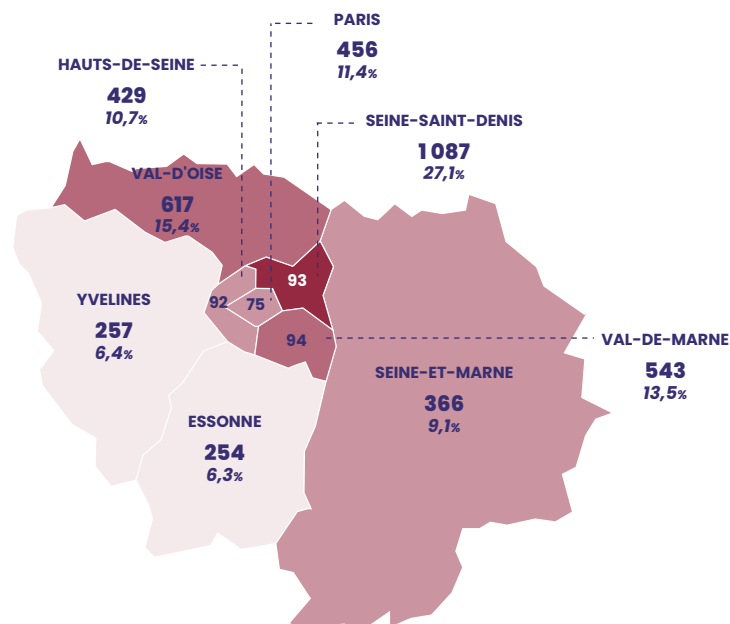 PARIS
456
11,4%
HAUTS-DE-SEINE
429
10,7%
SEINE-SAINT-DENIS
1 087
27,1%
VAL-D'OISE
617
15,4%
93
92
75
YVELINES
257
6,4%
94
VAL-DE-MARNE
543
13,5%
SEINE-ET-MARNE
366
9,1%
ESSONNE
254
6,3%